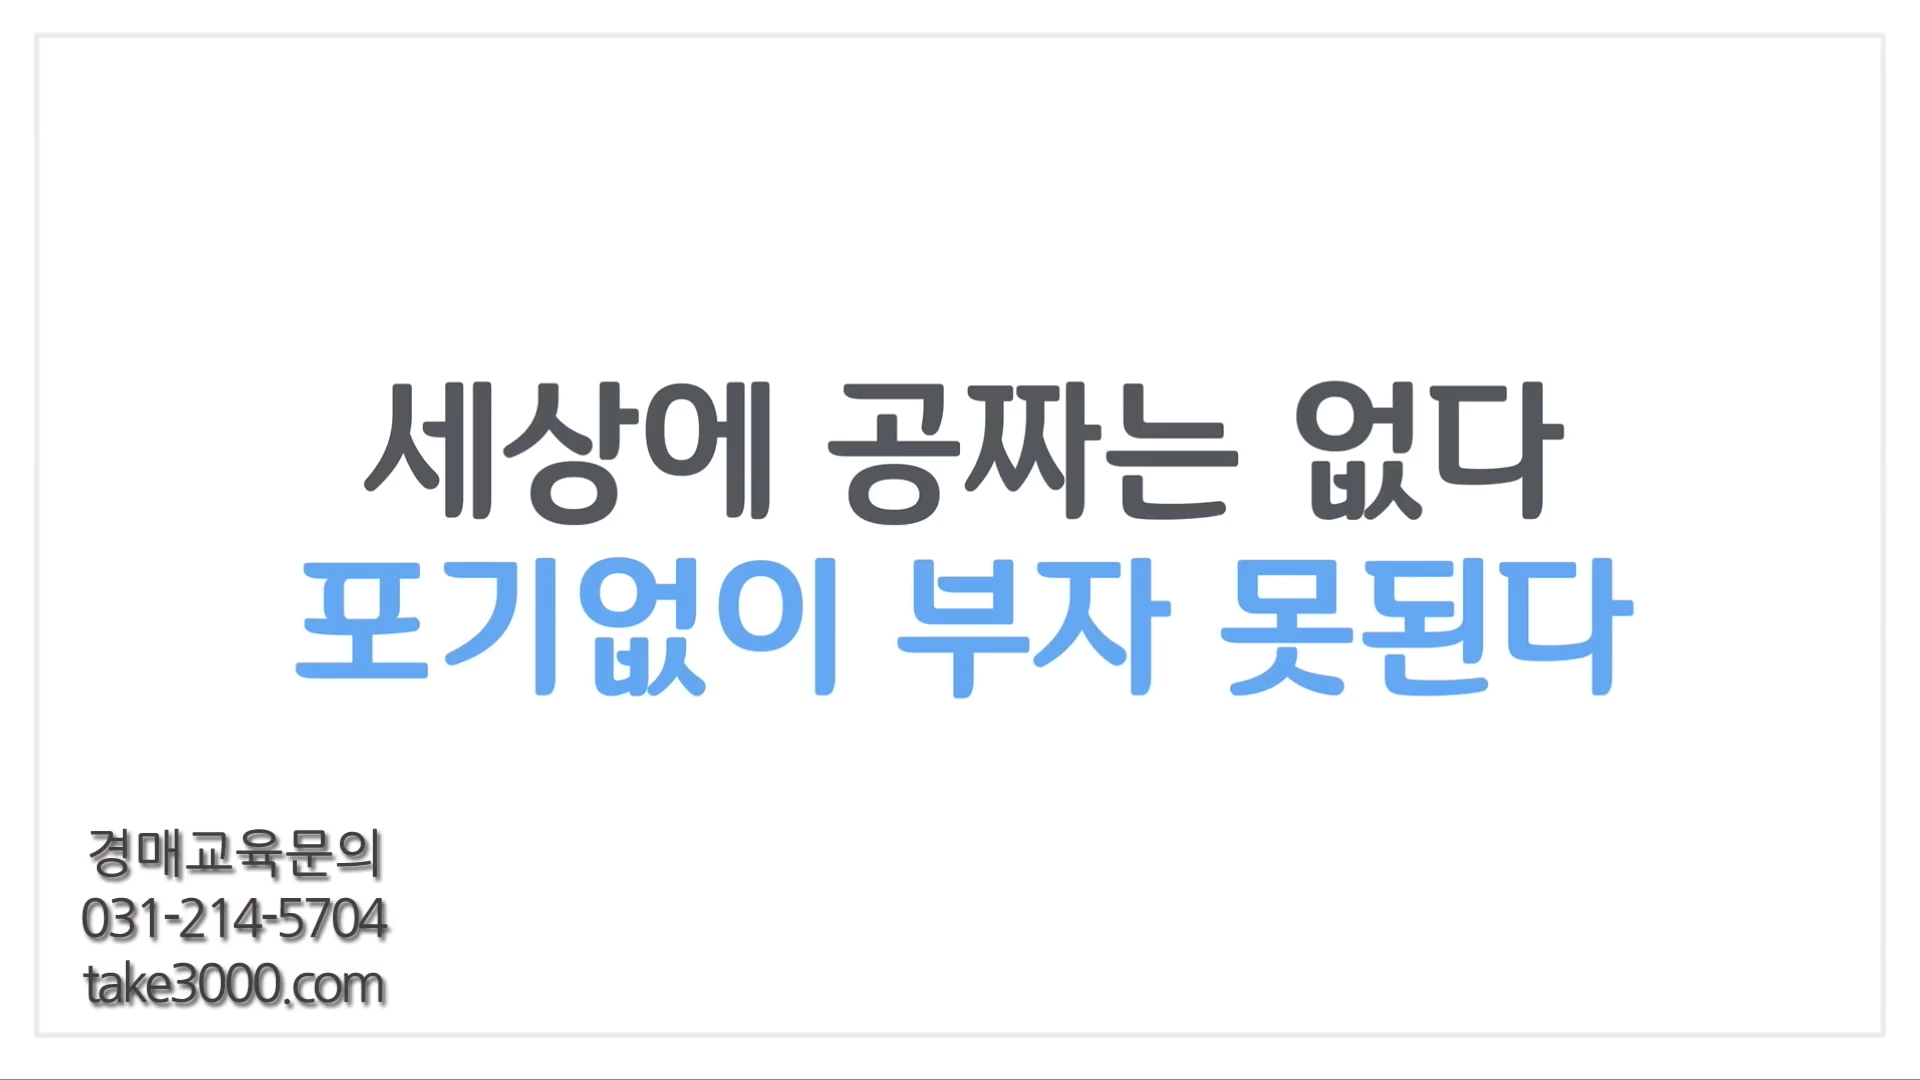 세상에 공짜는 없다
포기없이 부자 못된다
경매교육문의
031-214-5704
take3000.com